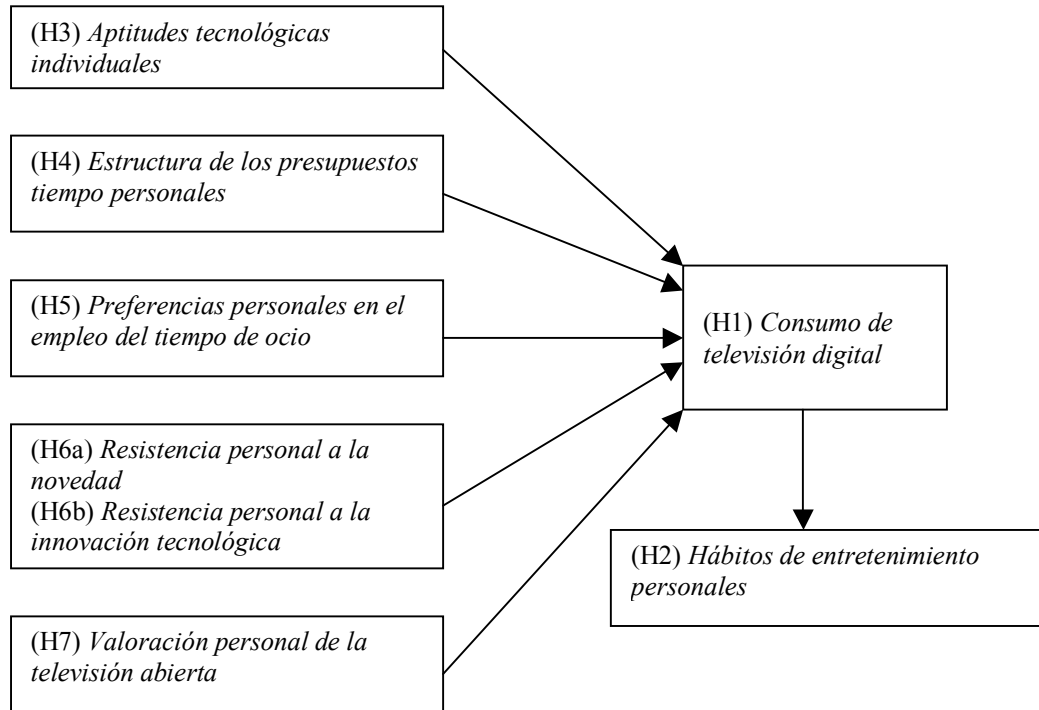 (H3) Aptitudes tecnológicas
individuales
(H4) Estructura de los presupuestos
tiempo personales
(H5) Preferencias personales en el
empleo del tiempo de ocio
(H6a) Resistencia personal a la
novedad
(H6b) Resistencia personal a la
innovación tecnológica
(H7) Valoración personal de la
televisión abierta
(H1) Consumo de
televisión digital
(H2) Hábitos de entretenimiento
personales